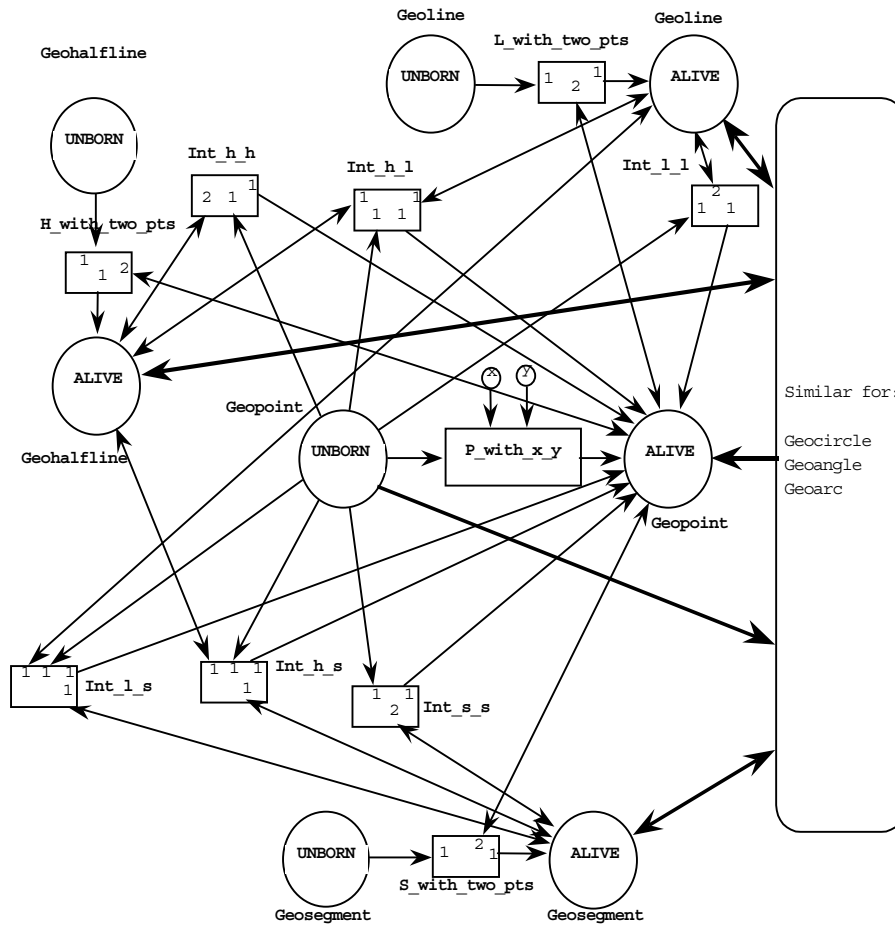 Geoline
Geoline
L_with_two_pts
Geohalfline
UNBORN
ALIVE
1 2 1
UNBORN
Int_h_h
Int_h_l
Int_l_l
2 1 1
1 1 1 1
2
1 1
H_with_two_pts
1 1 2
ALIVE
x y
Similar for:
Geopoint
Geocircle
UNBORN
P_with_x_y
ALIVE
Geohalfline
Geoangle
Geoarc
Geopoint
1 1 1
1
Int_l_s
1 1 1
1
Int_h_s
1 1
2
Int_s_s
UNBORN
1 2 1
ALIVE
S_with_two_pts
Geosegment
Geosegment